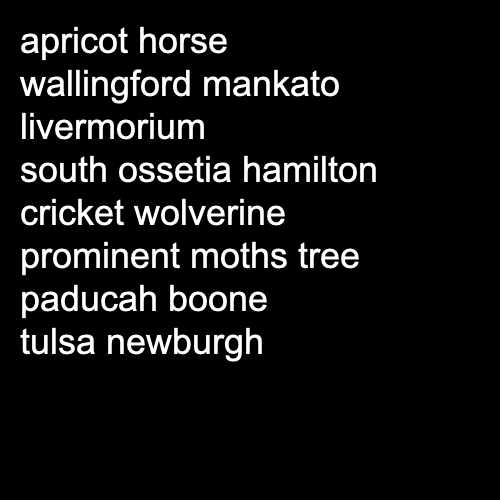 apricot horse
wallingford mankato
livermorium
south ossetia hamilton
cricket wolverine
prominent moths tree
paducah boone
tulsa newburgh